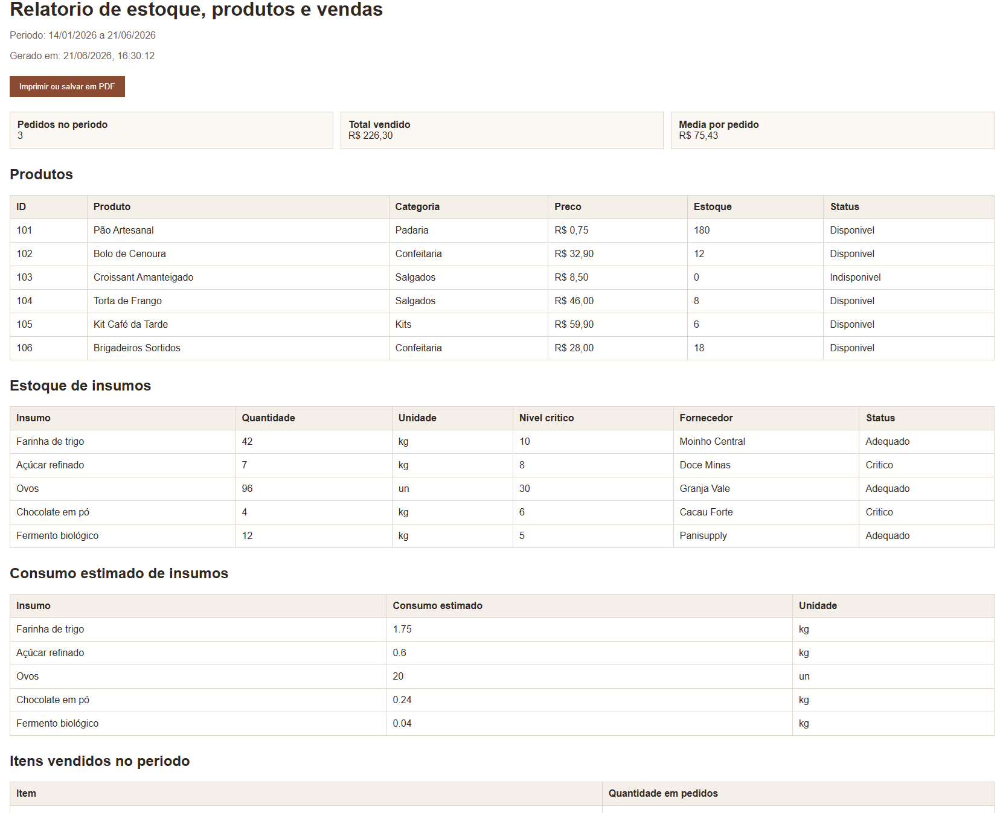 Relatorio de estoque, produtos e vendas
Periodo: 14/01/2026 a 21/06/2026
Gerado em: 21/06/2026, 16:30:12
Imprimir ou salvar em PDF
Pedidos no periodo
3
Total vendido
R$ 226,30
Media por pedido
R$ 75,43
Produtos
ID Produto Categoria Preco Estoque Status
101 Pão Artesanal Padaria R$ 0,75 180 Disponivel
102 Bolo de Cenoura Confeitaria R$ 32,90 12 Disponivel
103 Croissant Amanteigado Salgados R$ 8,50 0 Indisponivel
104 Torta de Frango Salgados R$ 46,00 8 Disponivel
105 Kit Café da Tarde Kits R$ 59,90 6 Disponivel
106 Brigadeiros Sortidos Confeitaria R$ 28,00 18 Disponivel
Estoque de insumos
Insumo Quantidade Unidade Nivel critico Fornecedor Status
Farinha de trigo 42 kg 10 Moinho Central Adequado
Açúcar refinado 7 kg 8 Doce Minas Critico
Ovos 96 un 30 Granja Vale Adequado
Chocolate em pó 4 kg 6 Cacau Forte Critico
Fermento biológico 12 kg 5 Panisupply Adequado
Consumo estimado de insumos
Insumo Consumo estimado Unidade
Farinha de trigo 1.75 kg
Açúcar refinado 0.6 kg
Ovos 20 un
Chocolate em pó 0.24 kg
Fermento biológico 0.04 kg
Itens vendidos no periodo
Item Quantidade em pedidos